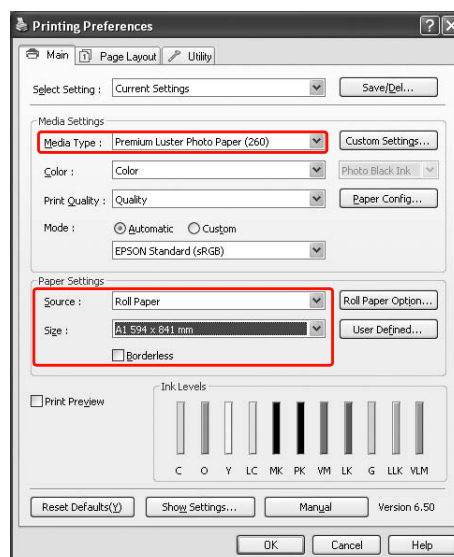 Printing Preferences
Main Page Layout Utility
Select Setting : Current Settings Save/Del...
Media Settings
Media Type : Premium Luster Photo Paper (260) Custom Settings...
Color : Color Photo Black Ink
Print Quality : Quality Paper Config...
Mode : Automatic Custom
EPSON Standard (sRGB)
Paper Settings
Source : Roll Paper Roll Paper Option...
Size : A1 594 x 841 mm User Defined...
Borderless
Print Preview Ink Levels
C O Y LC MK PK VM LK G LLK VLM
Reset Defaults(Y) Show Settings... Manual Version 6.50
OK Cancel Help